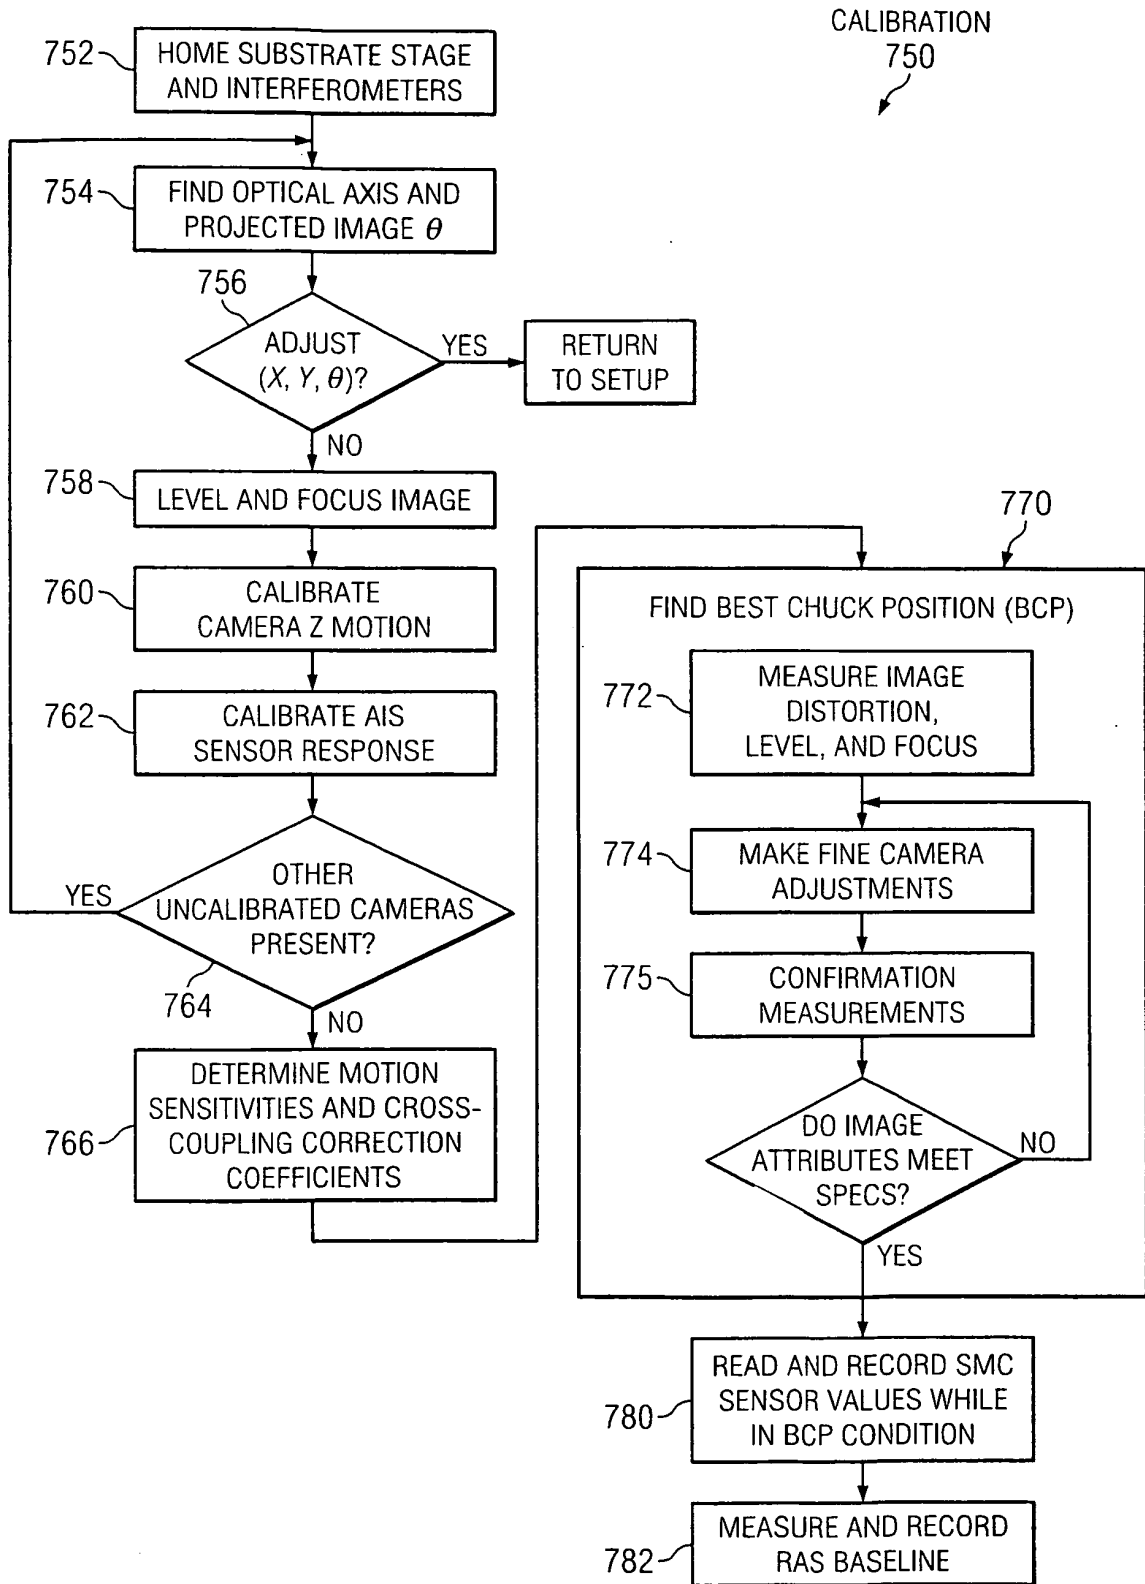 CALIBRATION
750
752
HOME SUBSTRATE STAGE
AND INTERFEROMETERS
754
FIND OPTICAL AXIS AND
PROJECTED IMAGE θ
756
ADJUST
(X, Y, θ)?
YES
RETURN
TO SETUP
NO
758
LEVEL AND FOCUS IMAGE
760
CALIBRATE
CAMERA Z MOTION
762
CALIBRATE AIS
SENSOR RESPONSE
YES
OTHER
UNCALIBRATED CAMERAS
PRESENT?
764
NO
766
DETERMINE MOTION
SENSITIVITIES AND CROSS-
COUPLING CORRECTION
COEFFICIENTS
770
FIND BEST CHUCK POSITION (BCP)
772
MEASURE IMAGE
DISTORTION,
LEVEL, AND FOCUS
774
MAKE FINE CAMERA
ADJUSTMENTS
775
CONFIRMATION
MEASUREMENTS
DO IMAGE
ATTRIBUTES MEET
SPECS?
NO
YES
780
READ AND RECORD SMC
SENSOR VALUES WHILE
IN BCP CONDITION
782
MEASURE AND RECORD
RAS BASELINE